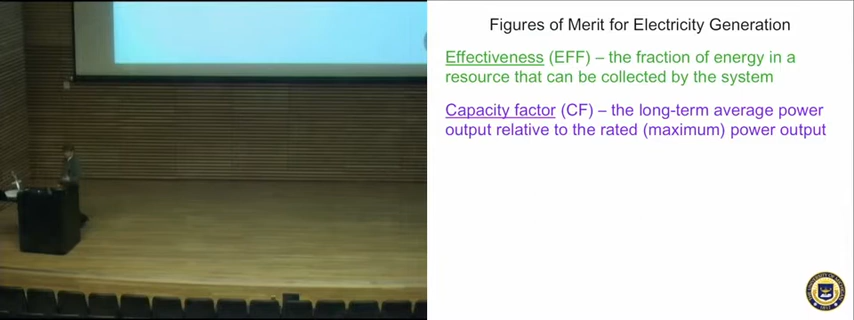 Figures of Merit for Electricity Generation
Effectiveness (EFF) – the fraction of energy in a
resource that can be collected by the system
Capacity factor (CF) – the long-term average power
output relative to the rated (maximum) power output